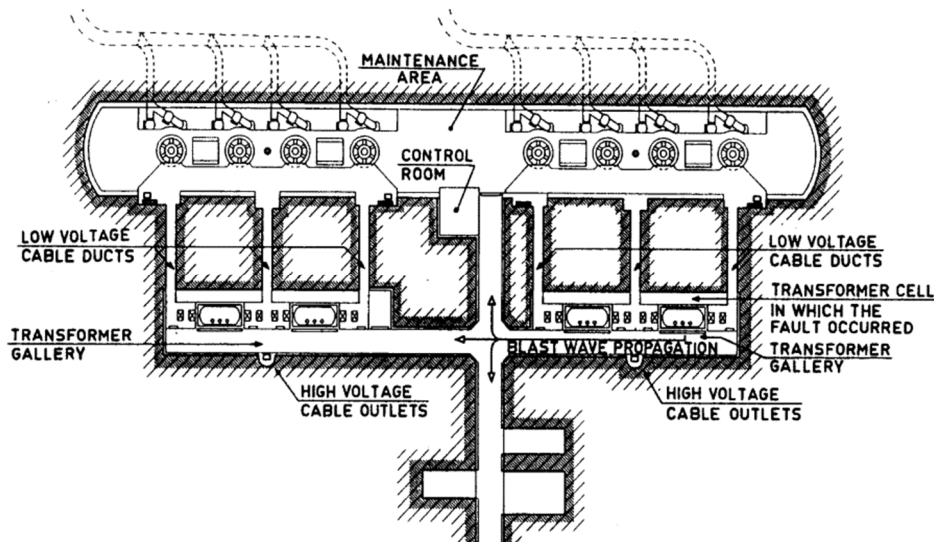 MAINTENANCE
AREA
CONTROL
ROOM
LOW VOLTAGE
CABLE DUCTS
LOW VOLTAGE
CABLE DUCTS
TRANSFORMER CELL
IN WHICH THE
FAULT OCCURRED
TRANSFORMER
GALLERY
BLAST WAVE PROPAGATION
TRANSFORMER
GALLERY
HIGH VOLTAGE
CABLE OUTLETS
HIGH VOLTAGE
CABLE OUTLETS